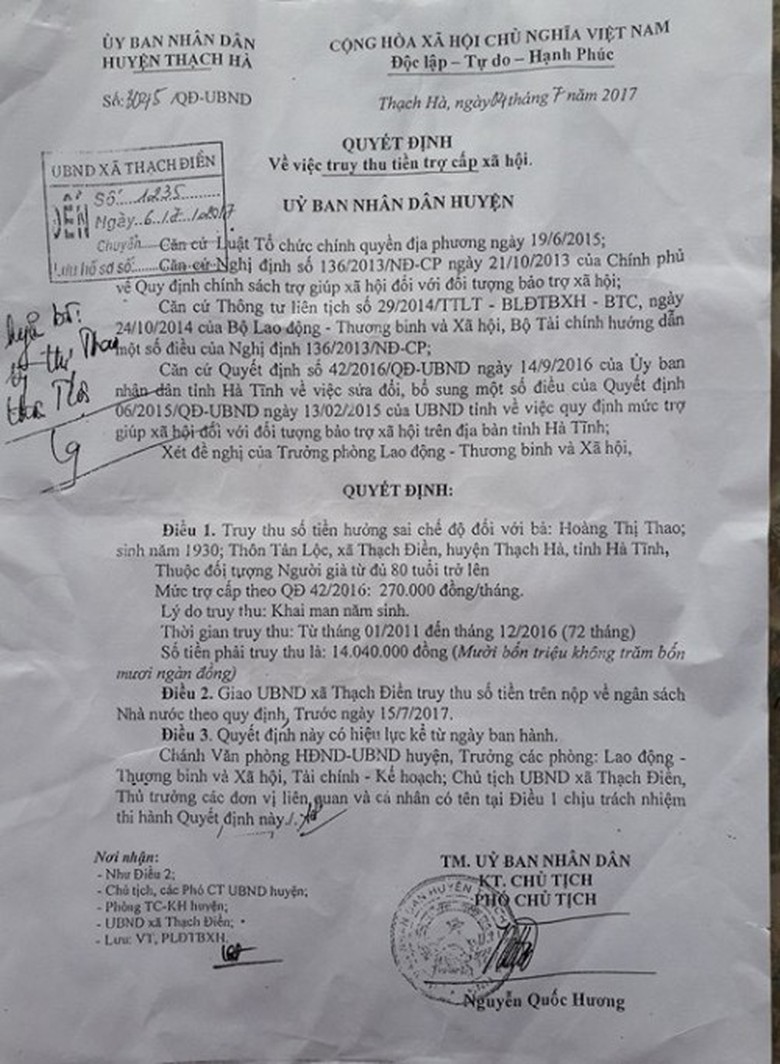 ỦY BAN NHÂN DÂN
HUYỆN THẠCH HÀ
Số: 3045 /QĐ-UBND
CỘNG HÒA XÃ HỘI CHỦ NGHĨA VIỆT NAM
Độc lập – Tự do – Hạnh Phúc
Thạch Hà, ngày 04 tháng 7 năm 2017
QUYẾT ĐỊNH
Về việc truy thu tiền trợ cấp xã hội.
UBND XÃ THẠCH ĐIỀN
ĐẾN
Số: 1235
Ngày 6/7/2017
Chuyển
Lưu hồ sơ số
UỶ BAN NHÂN DÂN HUYỆN
Căn cứ Luật Tổ chức chính quyền địa phương ngày 19/6/2015;
Căn cứ Nghị định số 136/2013/NĐ-CP ngày 21/10/2013 của Chính phủ
về Quy định chính sách trợ giúp xã hội đối với đối tượng bảo trợ xã hội;
Căn cứ Thông tư liên tịch số 29/2014/TTLT - BLĐTBXH - BTC, ngày
24/10/2014 của Bộ Lao động - Thương binh và Xã hội, Bộ Tài chính hướng dẫn
một số điều của Nghị định 136/2013/NĐ-CP;
Căn cứ Quyết định số 42/2016/QĐ-UBND ngày 14/9/2016 của Ủy ban
nhân dân tỉnh Hà Tĩnh về việc sửa đổi, bổ sung một số điều của Quyết định
06/2015/QĐ-UBND ngày 13/02/2015 của UBND tỉnh về việc quy định mức trợ
giúp xã hội đối với đối tượng bảo trợ xã hội trên địa bàn tỉnh Hà Tĩnh;
Xét đề nghị của Trưởng phòng Lao động - Thương binh và Xã hội,
QUYẾT ĐỊNH:
Điều 1. Truy thu số tiền hưởng sai chế độ đối với bà: Hoàng Thị Thao;
sinh năm 1930; Thôn Tân Lộc, xã Thạch Điền, huyện Thạch Hà, tỉnh Hà Tĩnh,
Thuộc đối tượng Người già từ đủ 80 tuổi trở lên
Mức trợ cấp theo QĐ 42/2016: 270.000 đồng/tháng.
Lý do truy thu: Khai man năm sinh.
Thời gian truy thu: Từ tháng 01/2011 đến tháng 12/2016 (72 tháng)
Số tiền phải truy thu là: 14.040.000 đồng (Mười bốn triệu không trăm bốn
mươi ngàn đồng)
Điều 2. Giao UBND xã Thạch Điền truy thu số tiền trên nộp về ngân sách
Nhà nước theo quy định, Trước ngày 15/7/2017.
Điều 3. Quyết định này có hiệu lực kể từ ngày ban hành.
Chánh Văn phòng HĐND-UBND huyện, Trưởng các phòng: Lao động -
Thương binh và Xã hội, Tài chính - Kế hoạch; Chủ tịch UBND xã Thạch Điền,
Thủ trưởng các đơn vị liên quan và cá nhân có tên tại Điều 1 chịu trách nhiệm
thi hành Quyết định này./.
Nơi nhận:
- Như Điều 2;
- Chủ tịch, các Phó CT UBND huyện;
- Phòng TC-KH huyện;
- UBND xã Thạch Điền;
- Lưu: VT, PLĐTBXH.
TM. UỶ BAN NHÂN DÂN
KT. CHỦ TỊCH
PHÓ CHỦ TỊCH
Nguyễn Quốc Hương